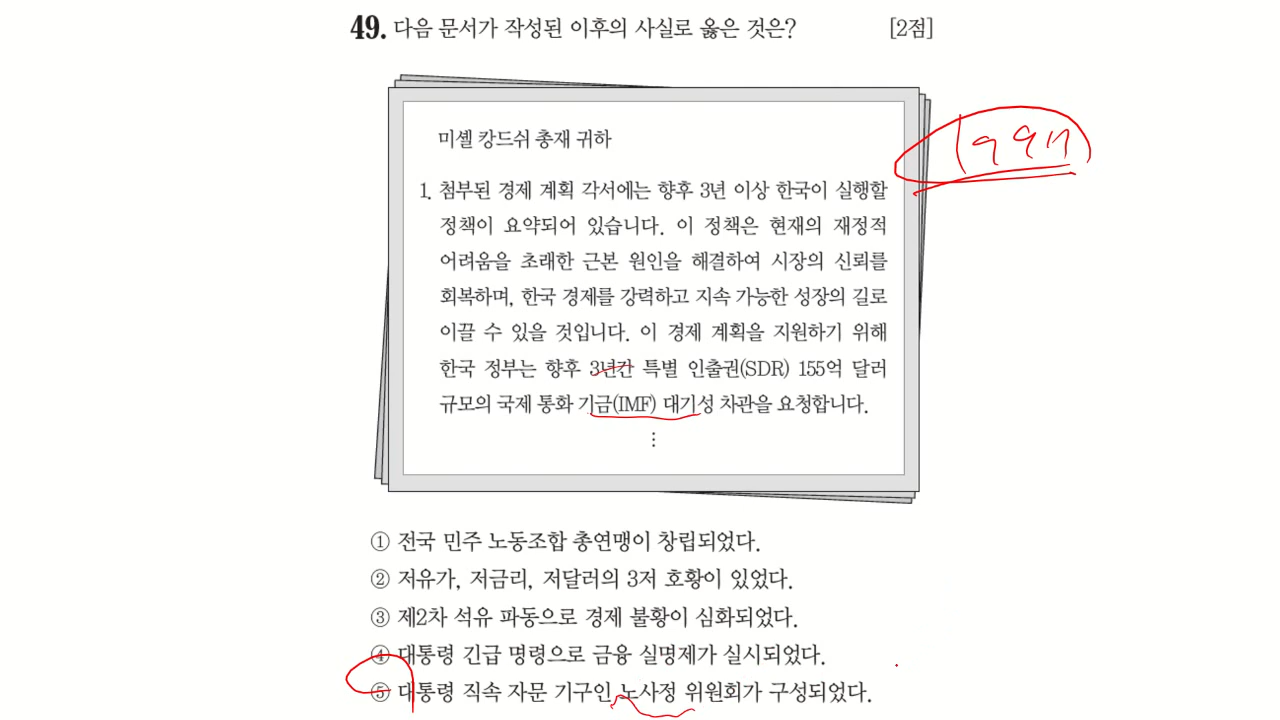 49. 다음 문서가 작성된 이후의 사실로 옳은 것은? [2점]
미셸 캉드쉬 총재 귀하
1997
1. 첨부된 경제 계획 각서에는 향후 3년 이상 한국이 실행할
정책이 요약되어 있습니다. 이 정책은 현재의 재정적
어려움을 초래한 근본 원인을 해결하여 시장의 신뢰를
회복하며, 한국 경제를 강력하고 지속 가능한 성장의 길로
이끌 수 있을 것입니다. 이 경제 계획을 지원하기 위해
한국 정부는 향후 3년간 특별 인출권(SDR) 155억 달러
규모의 국제 통화 기금(IMF) 대기성 차관을 요청합니다.
⋮
① 전국 민주 노동조합 총연맹이 창립되었다.
② 저유가, 저금리, 저달러의 3저 호황이 있었다.
③ 제2차 석유 파동으로 경제 불황이 심화되었다.
④ 대통령 긴급 명령으로 금융 실명제가 실시되었다.
⑤ 대통령 직속 자문 기구인 노사정 위원회가 구성되었다.